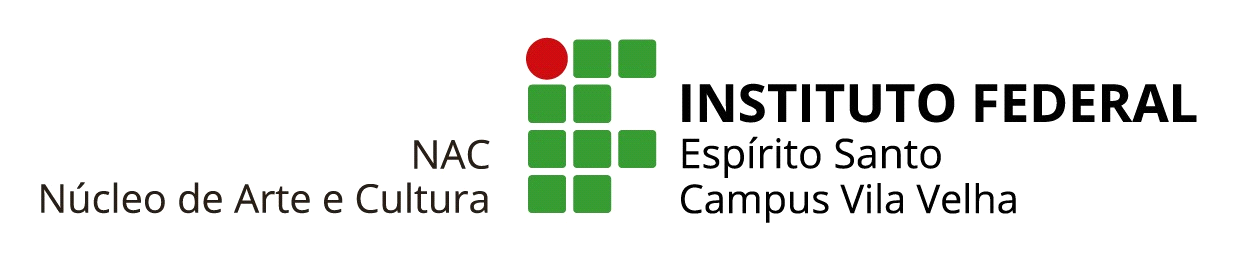 NAC
Núcleo de Arte e Cultura
INSTITUTO FEDERAL
Espírito Santo
Campus Vila Velha